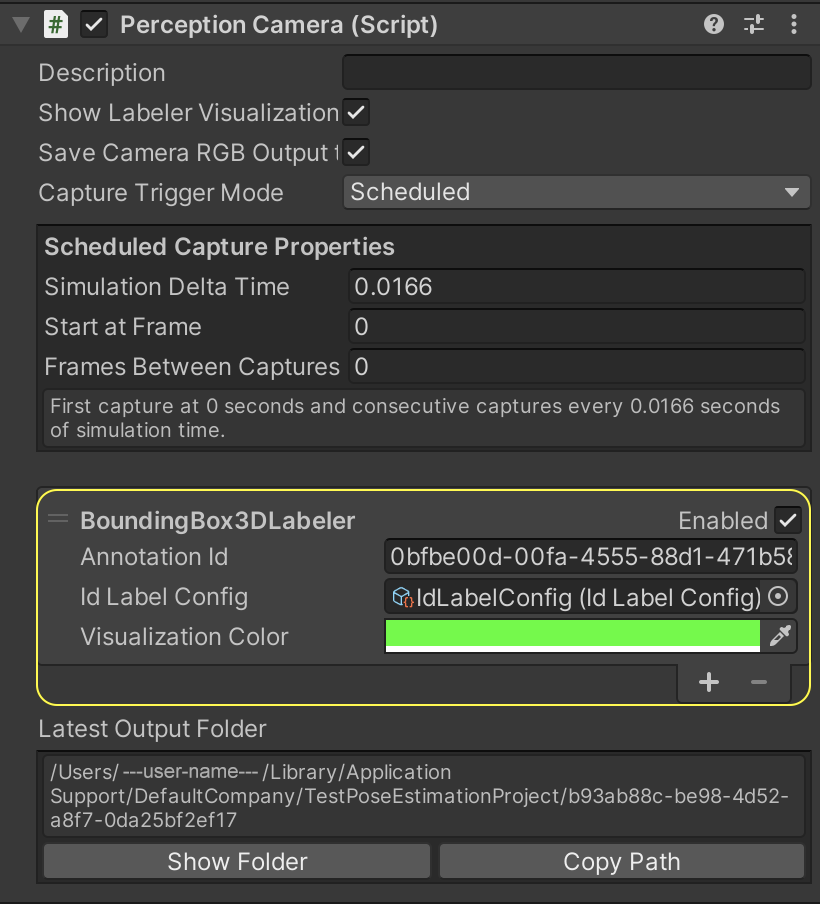 # Perception Camera (Script)
Description
Show Labeler Visualization
Save Camera RGB Output
Capture Trigger Mode Scheduled
Scheduled Capture Properties
Simulation Delta Time 0.0166
Start at Frame 0
Frames Between Captures 0
First capture at 0 seconds and consecutive captures every 0.0166 seconds
of simulation time.
BoundingBox3DLabeler Enabled
Annotation Id 0bfbe00d-00fa-4555-88d1-471b58
Id Label Config IdLabelConfig (Id Label Config)
Visualization Color
Latest Output Folder
/Users/ ---user-name--- /Library/Application
Support/DefaultCompany/TestPoseEstimationProject/b93ab88c-be98-4d52-
a8f7-0da25bf2ef17
Show Folder Copy Path